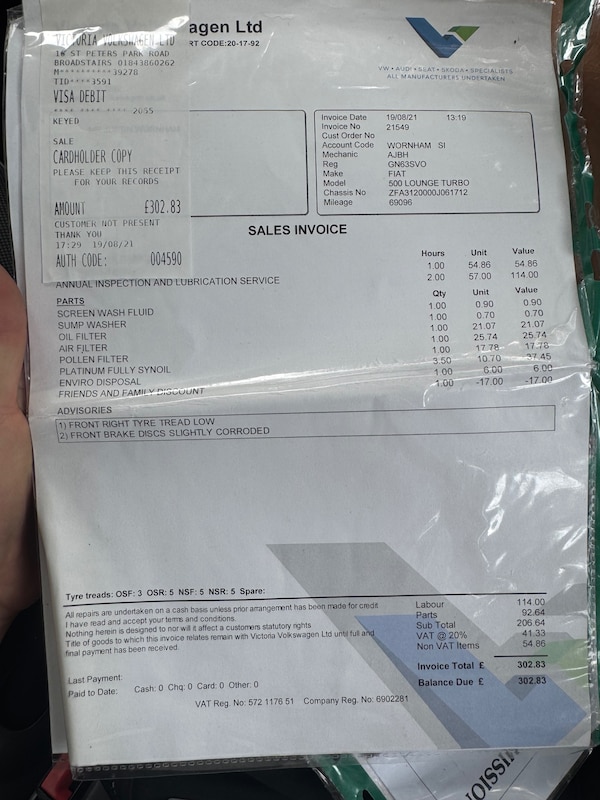 VICTORIA VOLKSWAGEN LTD
18 ST PETERS PARK ROAD
BROADSTAIRS 01843860262
M**********39278
TID****3591
VISA DEBIT
**** **** **** 2055
KEYED
SALE
CARDHOLDER COPY
PLEASE KEEP THIS RECEIPT
FOR YOUR RECORDS
AMOUNT £302.83
CUSTOMER NOT PRESENT
THANK YOU
17:29 19/08/21
AUTH CODE: 004590
agen Ltd
RT CODE:20-17-92
VW • AUDI • SEAT • SKODA • SPECIALISTS
ALL MANUFACTURERS UNDERTAKEN
Invoice Date 19/08/21 13:19
Invoice No 21549
Cust Order No
Account Code WORNHAM SI
Mechanic AJBH
Reg GN63SVO
Make FIAT
Model 500 LOUNGE TURBO
Chassis No ZFA3120000J061712
Mileage 69096
SALES INVOICE
Hours Unit Value
1.00 54.86 54.86
ANNUAL INSPECTION AND LUBRICATION SERVICE 2.00 57.00 114.00
PARTS Qty Unit Value
SCREEN WASH FLUID 1.00 0.90 0.90
SUMP WASHER 1.00 0.70 0.70
OIL FILTER 1.00 21.07 21.07
AIR FILTER 1.00 25.74 25.74
POLLEN FILTER 1.00 17.78 17.78
PLATINUM FULLY SYNOIL 3.50 10.70 37.45
ENVIRO DISPOSAL 1.00 6.00 6.00
FRIENDS AND FAMILY DISCOUNT 1.00 -17.00 -17.00
ADVISORIES
1) FRONT RIGHT TYRE TREAD LOW
2) FRONT BRAKE DISCS SLIGHTLY CORRODED
Tyre treads: OSF: 3 OSR: 5 NSF: 5 NSR: 5 Spare:
All repairs are undertaken on a cash basis unless prior arrangement has been made for credit
I have read and accept your terms and conditions.
Nothing herein is designed to nor will it affect a customers statutory rights
Title of goods to which this invoice relates remain with Victoria Volkswagen Ltd until full and
final payment has been received.
Labour 114.00
Parts 92.64
Sub Total 206.64
VAT @ 20% 41.33
Non VAT Items 54.86
Invoice Total £ 302.83
Balance Due £ 302.83
Last Payment:
Paid to Date: Cash: 0 Chq: 0 Card: 0 Other: 0
VAT Reg. No: 572 1176 51 Company Reg. No: 6902281